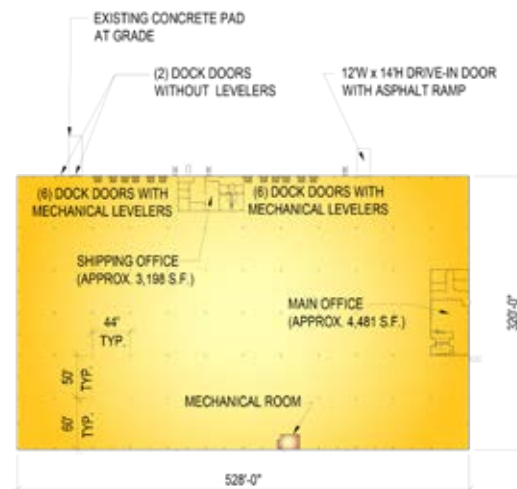 EXISTING CONCRETE PAD
AT GRADE
(2) DOCK DOORS
WITHOUT LEVELERS
12'W x 14'H DRIVE-IN DOOR
WITH ASPHALT RAMP
(6) DOCK DOORS WITH
MECHANICAL LEVELERS
(6) DOCK DOORS WITH
MECHANICAL LEVELERS
SHIPPING OFFICE
(APPROX. 3,198 S.F.)
MAIN OFFICE
(APPROX. 4,481 S.F.)
320'-0"
44'
TYP.
50'
TYP.
60'
TYP.
MECHANICAL ROOM
528'-0"